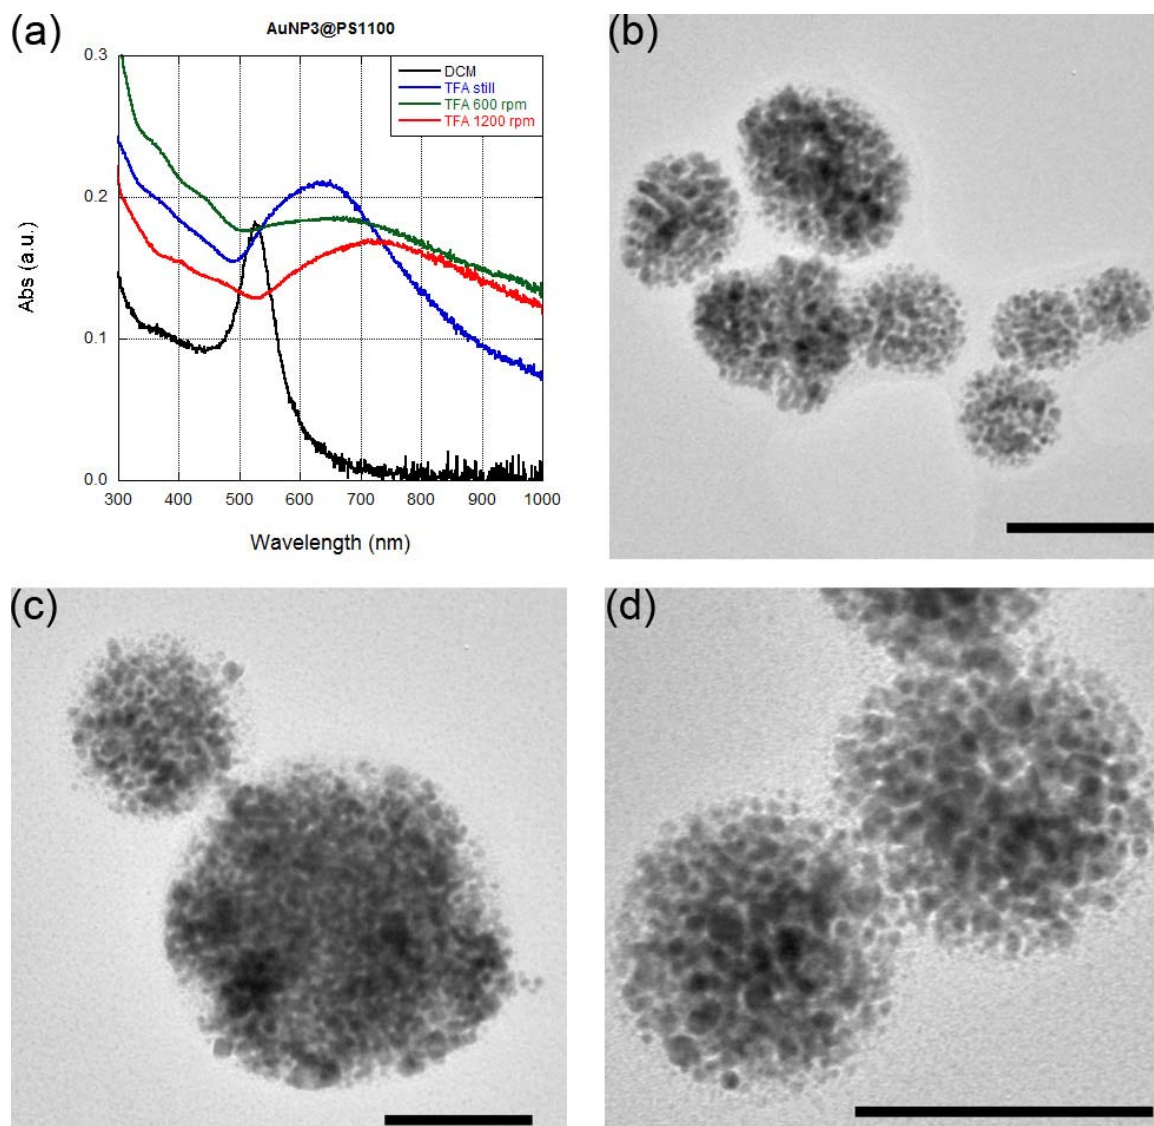 (a)
AuNP3@PS1100
0.3
0.2
0.1
0.0
Abs (a.u.)
DCM
TFA still
TFA 600 rpm
TFA 1200 rpm
300 400 500 600 700 800 900 1000
Wavelength (nm)
(b)
(c)
(d)